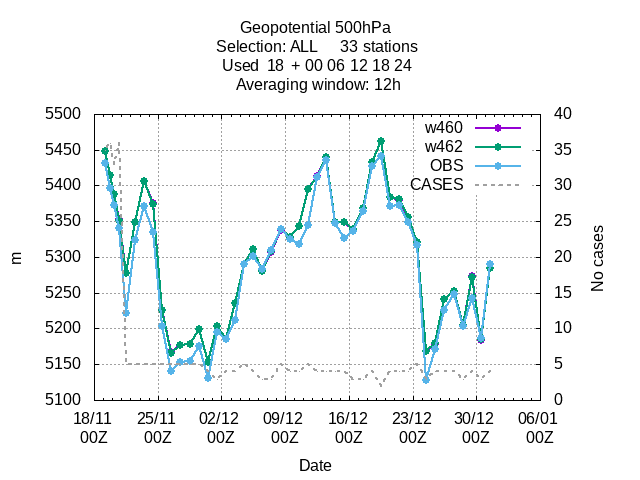 Geopotential 500hPa
Selection: ALL 33 stations
Used 18 + 00 06 12 18 24
Averaging window: 12h
5500
5450
5400
5350
5300
5250
5200
5150
5100
m
w460
w462
OBS
CASES
40
35
30
25
20
15
10
5
0
No cases
18/11 25/11 02/12 09/12 16/12 23/12 30/12 06/01
00Z 00Z 00Z 00Z 00Z 00Z 00Z 00Z
Date